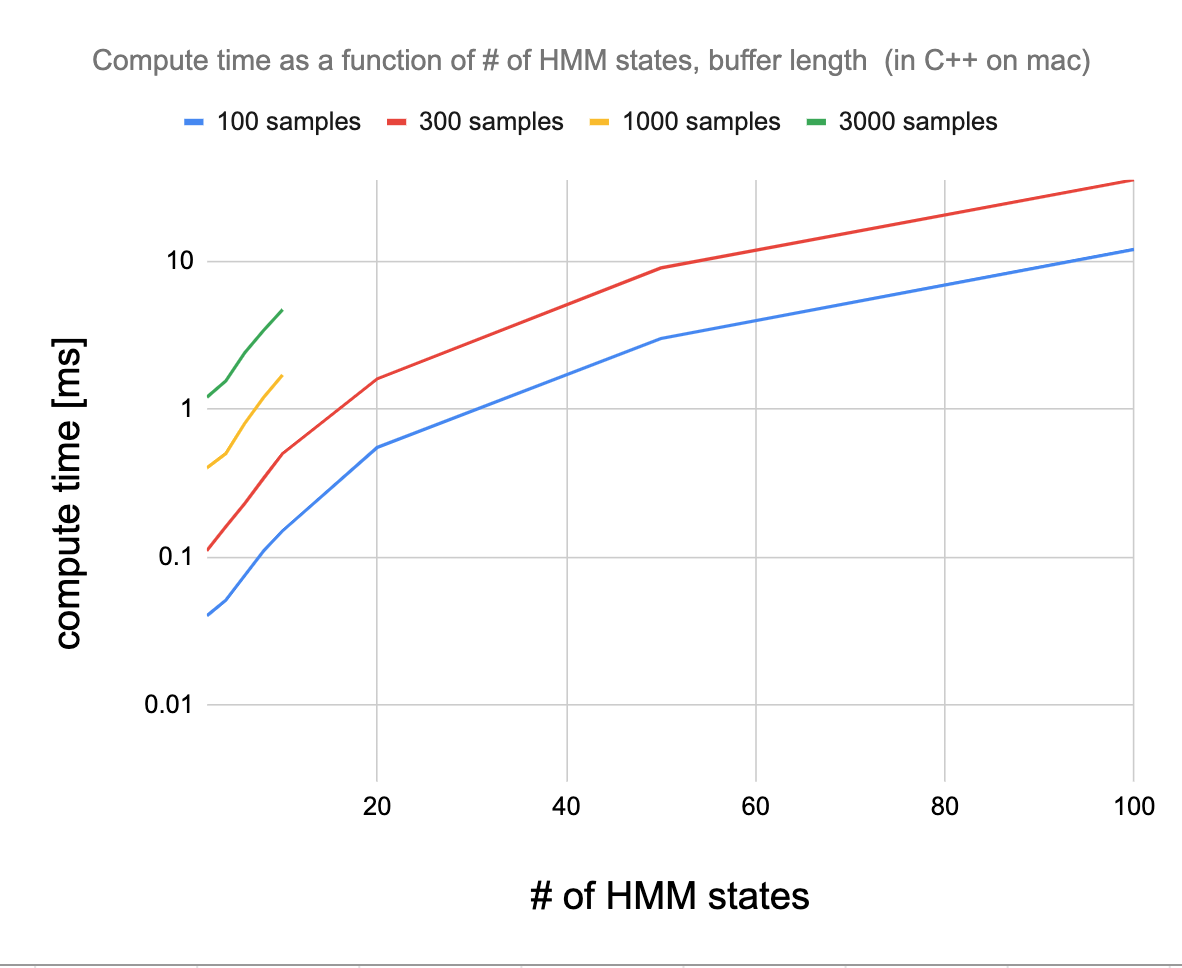 Compute time as a function of # of HMM states, buffer length (in C++ on mac)
100 samples 300 samples 1000 samples 3000 samples
compute time [ms]
10
1
0.1
0.01
20 40 60 80 100
# of HMM states